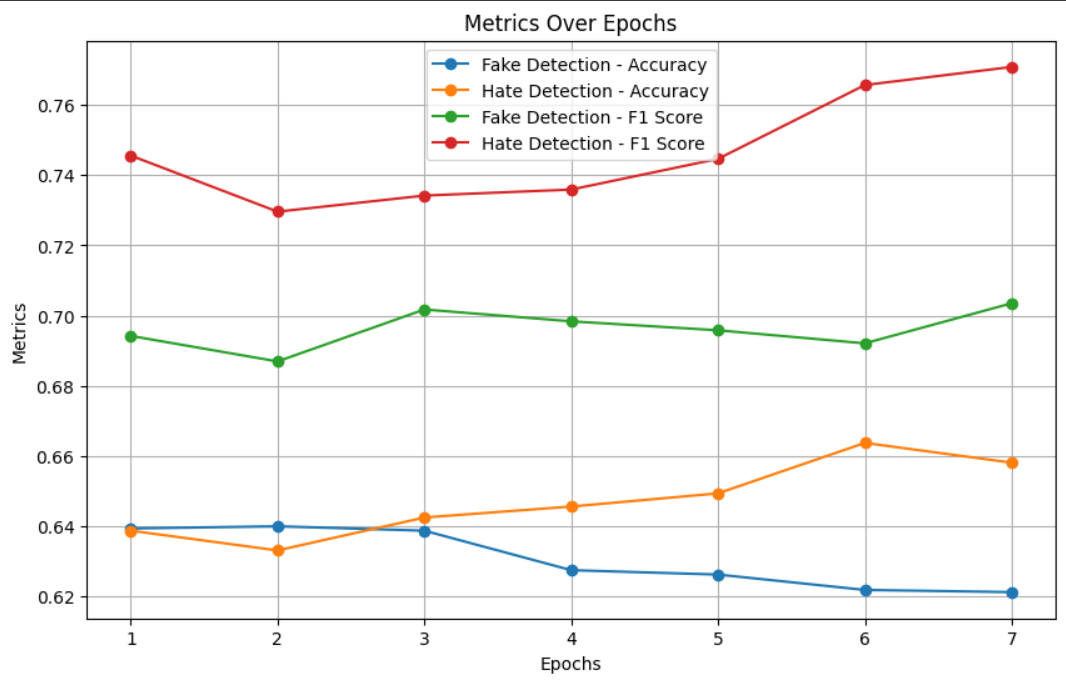 Metrics Over Epochs
Fake Detection - Accuracy
Hate Detection - Accuracy
Fake Detection - F1 Score
Hate Detection - F1 Score
0.76
0.74
0.72
0.70
0.68
0.66
0.64
0.62
Metrics
1 2 3 4 5 6 7
Epochs